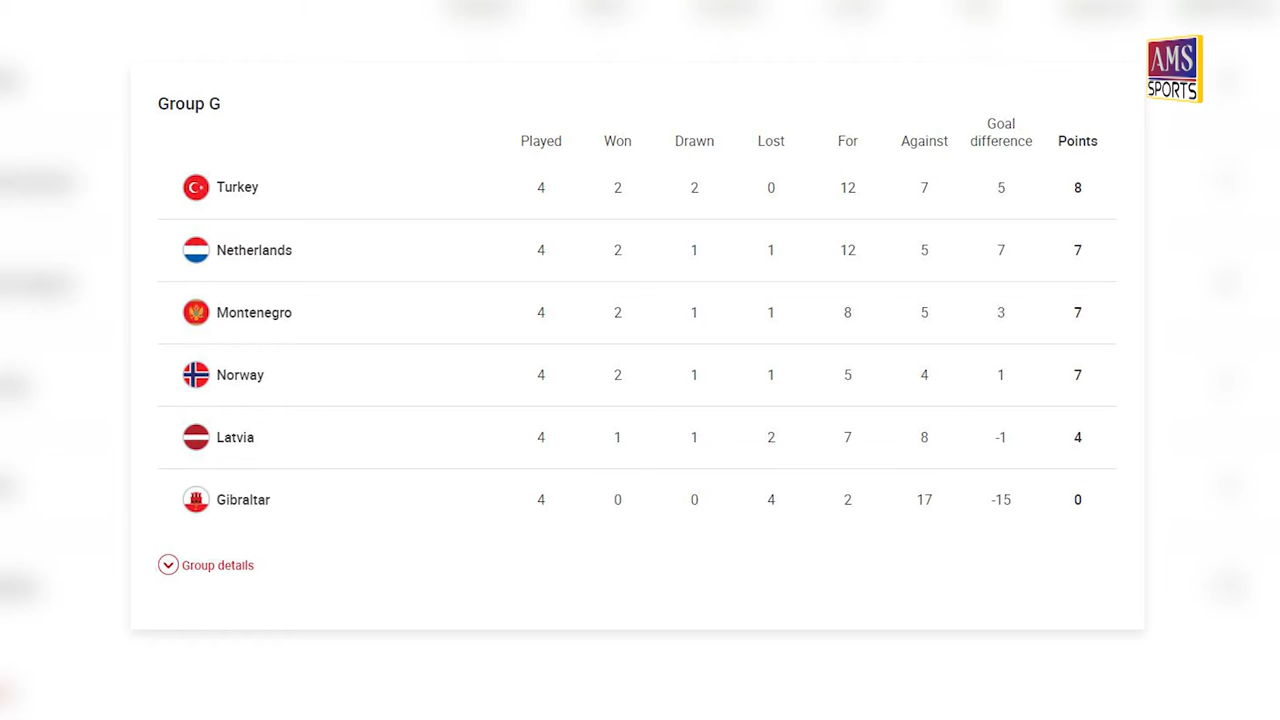 AMS
SPORTS
Group G
Played Won Drawn Lost For Against Goal difference Points
Turkey 4 2 2 0 12 7 5 8
Netherlands 4 2 1 1 12 5 7 7
Montenegro 4 2 1 1 8 5 3 7
Norway 4 2 1 1 5 4 1 7
Latvia 4 1 1 2 7 8 -1 4
Gibraltar 4 0 0 4 2 17 -15 0
Group details